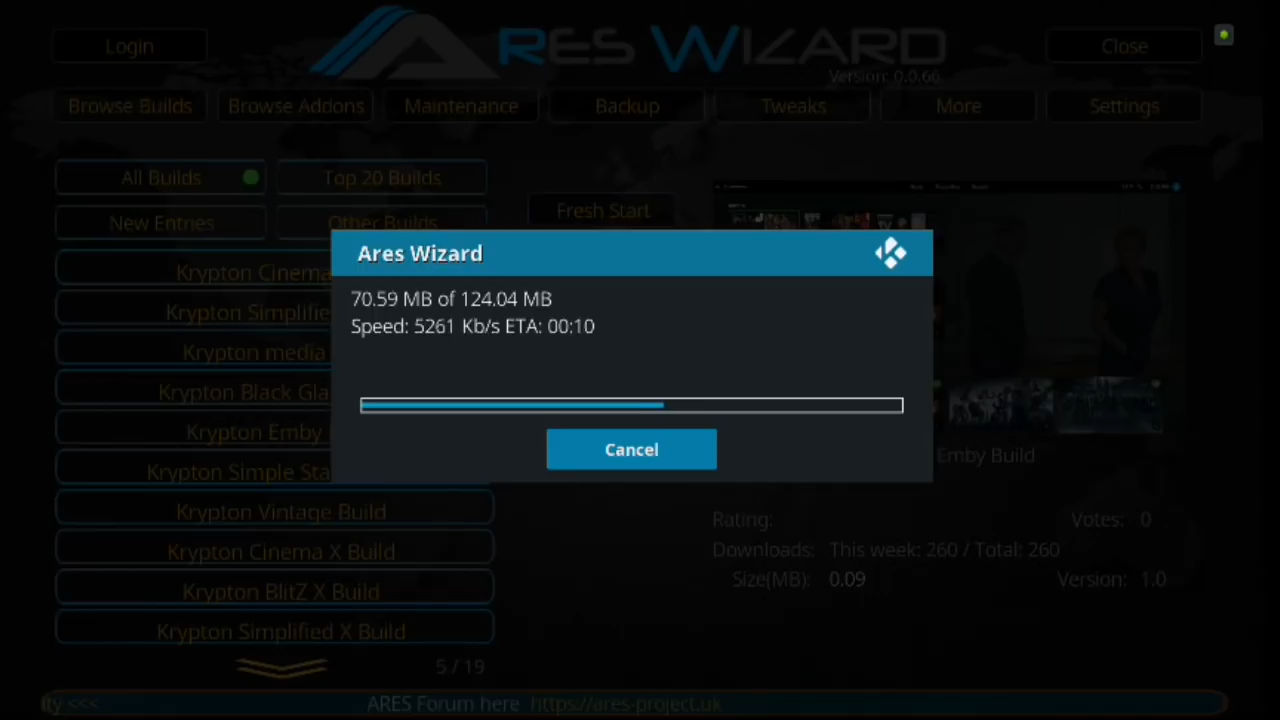 Login
ARES WIZARD
Close
Version: 0.0.66
Browse Builds
Browse Addons
Maintenance
Backup
Tweaks
More
Settings
All Builds
Top 20 Builds
New Entries
Other Builds
Fresh Start
Ares Wizard
70.59 MB of 124.04 MB
Speed: 5261 Kb/s ETA: 00:10
Cancel
Krypton Cinema
Krypton Simplifie
Krypton media
Krypton Black Gla
Krypton Emby
Krypton Simple Sta
Krypton Vintage Build
Krypton Cinema X Build
Krypton BlitZ X Build
Krypton Simplified X Build
5 / 19
Emby Build
Rating:
Votes: 0
Downloads: This week: 260 / Total: 260
Size(MB): 0.09
Version: 1.0
ity <<<
ARES Forum here https://ares-project.uk